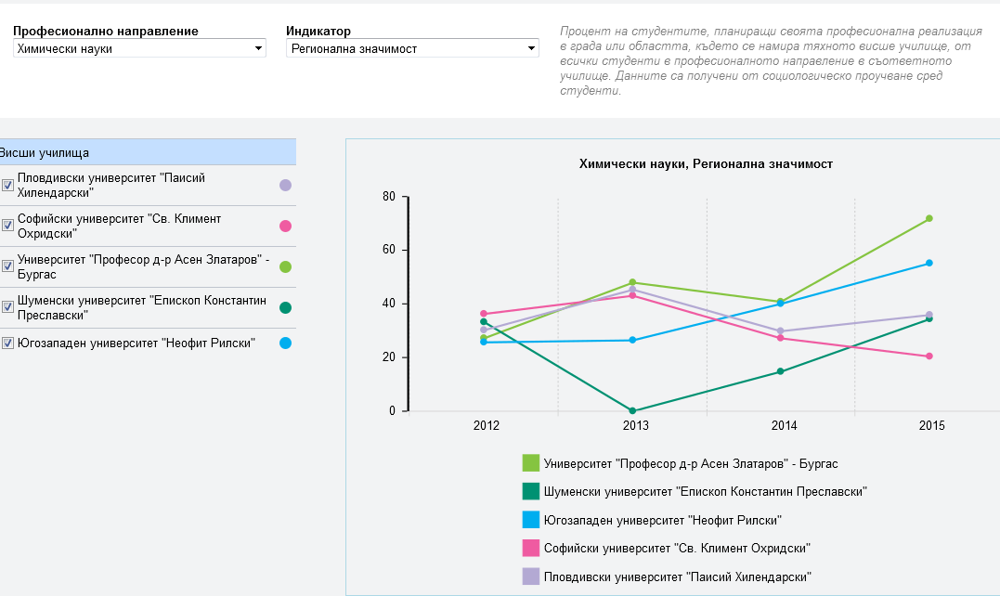 Професионално направление
Химически науки
Индикатор
Регионална значимост
Процент на студентите, планиращи своята професионална реализация
в града или областта, където се намира тяхното висше училище, от
всички студенти в професионалното направление в съответното
училище. Данните са получени от социологическо проучване сред
студенти.
Висши училища
Пловдивски университет "Паисий
Хилендарски"
Софийски университет "Св. Климент
Охридски"
Университет "Професор д-р Асен Златаров" -
Бургас
Шуменски университет "Епископ Константин
Преславски"
Югозападен университет "Неофит Рилски"
Химически науки, Регионална значимост
80
60
40
20
0
2012 2013 2014 2015
Университет "Професор д-р Асен Златаров" - Бургас
Шуменски университет "Епископ Константин Преславски"
Югозападен университет "Неофит Рилски"
Софийски университет "Св. Климент Охридски"
Пловдивски университет "Паисий Хилендарски"